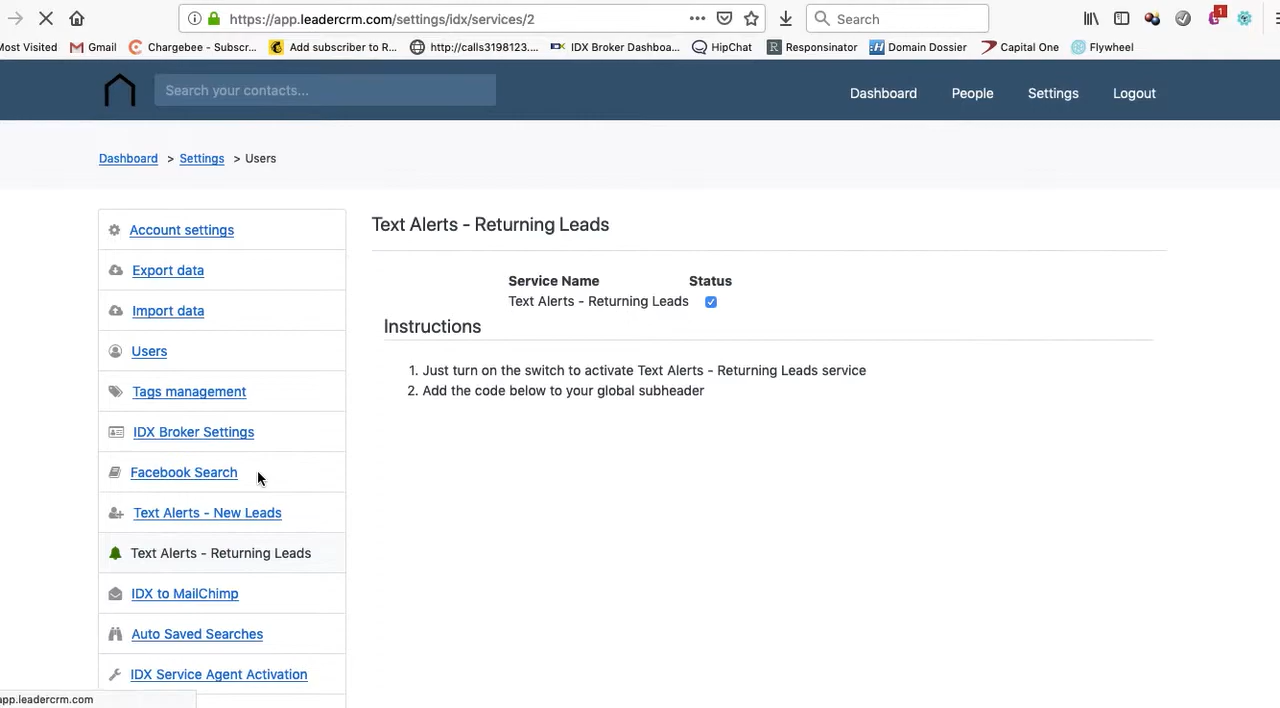 https://app.leadercrm.com/settings/idx/services/2
Search
1
Most Visited
Gmail
Chargebee - Subscr...
Add subscriber to R...
http://calls3198123....
IDX Broker Dashboa...
HipChat
Responsinator
Domain Dossier
Capital One
Flywheel
Search your contacts...
Dashboard
People
Settings
Logout
Dashboard > Settings > Users
Account settings
Export data
Import data
Users
Tags management
IDX Broker Settings
Facebook Search
Text Alerts - New Leads
Text Alerts - Returning Leads
IDX to MailChimp
Auto Saved Searches
IDX Service Agent Activation
Text Alerts - Returning Leads
Service Name Status
Text Alerts - Returning Leads
Instructions
1. Just turn on the switch to activate Text Alerts - Returning Leads service
2. Add the code below to your global subheader
app.leadercrm.com